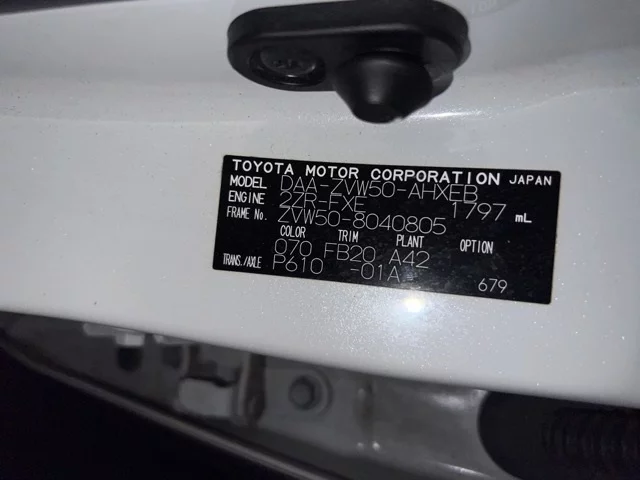 TOYOTA MOTOR CORPORATION JAPAN
MODEL DAA-ZVW50-AHXEB
ENGINE 2ZR-FXE 1797 mL
FRAME No. ZVW50-8040805
COLOR TRIM PLANT OPTION
070 FB20 A42
TRANS./AXLE P610 -01A
679